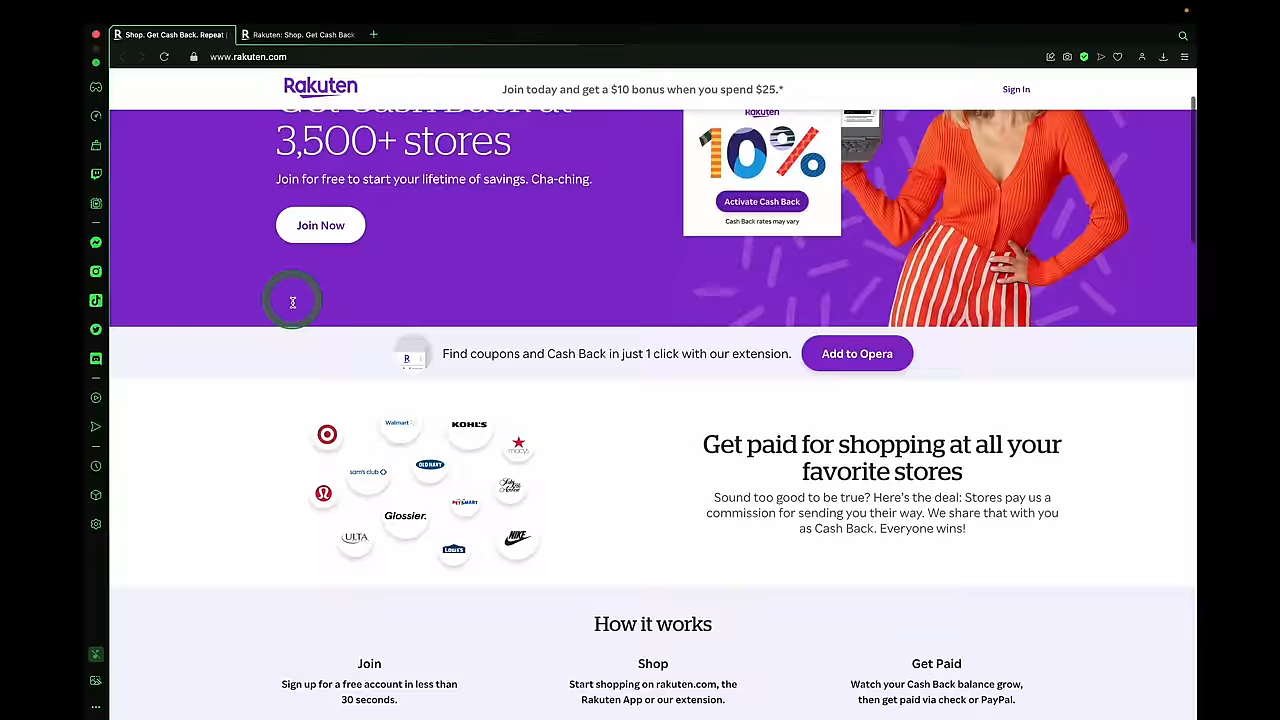 Shop. Get Cash Back. Repeat |
Rakuten: Shop. Get Cash Back
www.rakuten.com
Rakuten
Join today and get a $10 bonus when you spend $25.*
Sign In
Get Cash Back at
3,500+ stores
Join for free to start your lifetime of savings. Cha-ching.
Join Now
Rakuten
10%
Activate Cash Back
Cash Back rates may vary
R
Find coupons and Cash Back in just 1 click with our extension.
Add to Opera
Walmart
KOHL'S
macys
sam's club
OLD NAVY
PETSMART
Glossier.
ULTA
LOWE'S
NIKE
Get paid for shopping at all your
favorite stores
Sound too good to be true? Here's the deal: Stores pay us a
commission for sending you their way. We share that with you
as Cash Back. Everyone wins!
How it works
Join
Sign up for a free account in less than
30 seconds.
Shop
Start shopping on rakuten.com, the
Rakuten App or our extension.
Get Paid
Watch your Cash Back balance grow,
then get paid via check or PayPal.